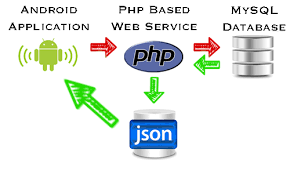 Android
Application
Php Based
Web Service
MySQL
Database
php
json